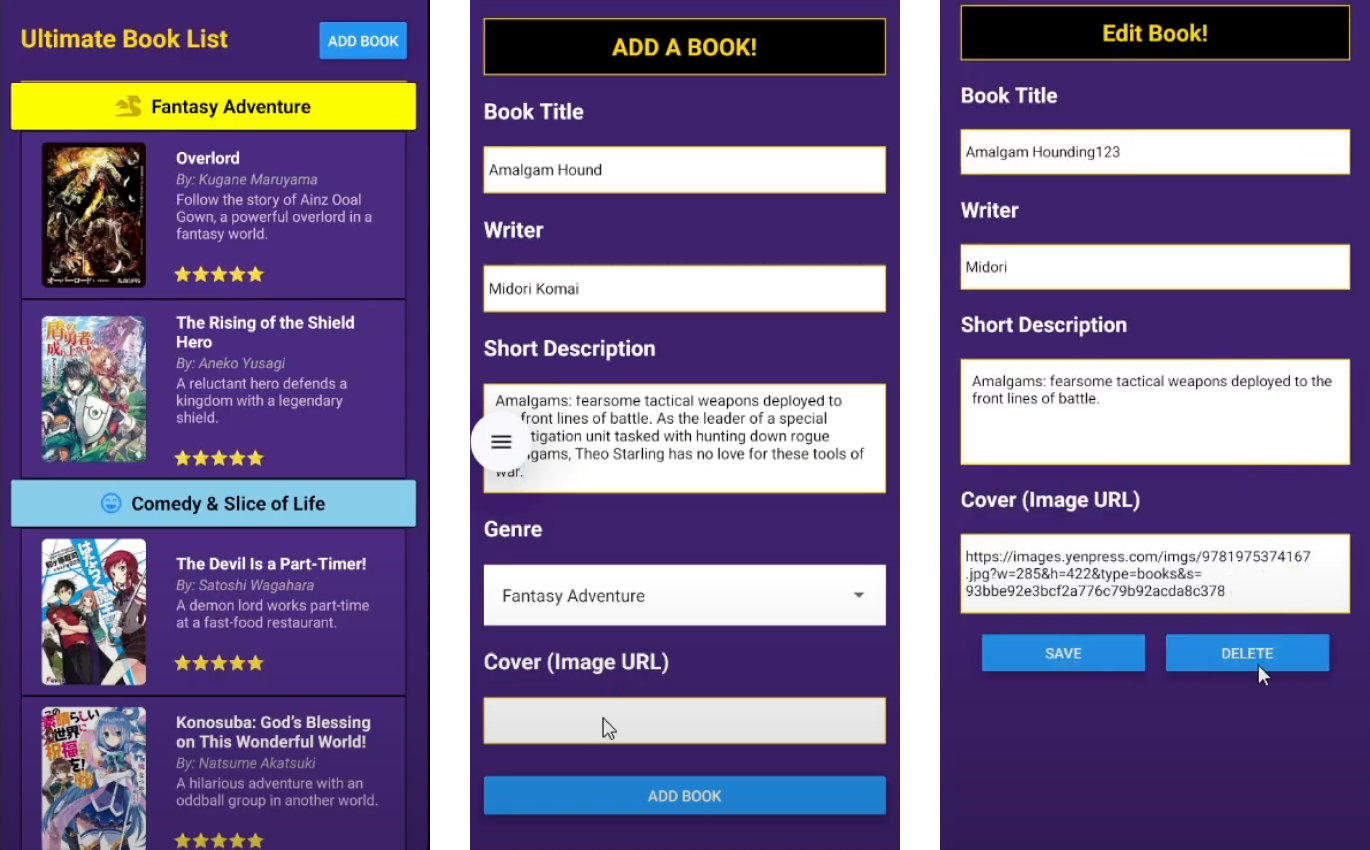 Ultimate Book List
ADD BOOK
Fantasy Adventure
Overlord
By: Kugane Maruyama
Follow the story of Ainz Ooal
Gown, a powerful overlord in a
fantasy world.
The Rising of the Shield
Hero
By: Aneko Yusagi
A reluctant hero defends a
kingdom with a legendary
shield.
Comedy & Slice of Life
The Devil Is a Part-Timer!
By: Satoshi Wagahara
A demon lord works part-time
at a fast-food restaurant.
Konosuba: God's Blessing
on This Wonderful World!
By: Natsume Akatsuki
A hilarious adventure with an
oddball group in another world.
ADD A BOOK!
Book Title
Amalgam Hound
Writer
Midori Komai
Short Description
Amalgams: fearsome tactical weapons deployed to
front lines of battle. As the leader of a special
tigation unit tasked with hunting down rogue
gams, Theo Starling has no love for these tools of
war.
Genre
Fantasy Adventure
Cover (Image URL)
ADD BOOK
Edit Book!
Book Title
Amalgam Hounding123
Writer
Midori
Short Description
Amalgams: fearsome tactical weapons deployed to the
front lines of battle.
Cover (Image URL)
https://images.yenpress.com/imgs/9781975374167
.jpg?w=285&h=422&type=books&s=
93bbe92e3bcf2a776c79b92acda8c378
SAVE
DELETE